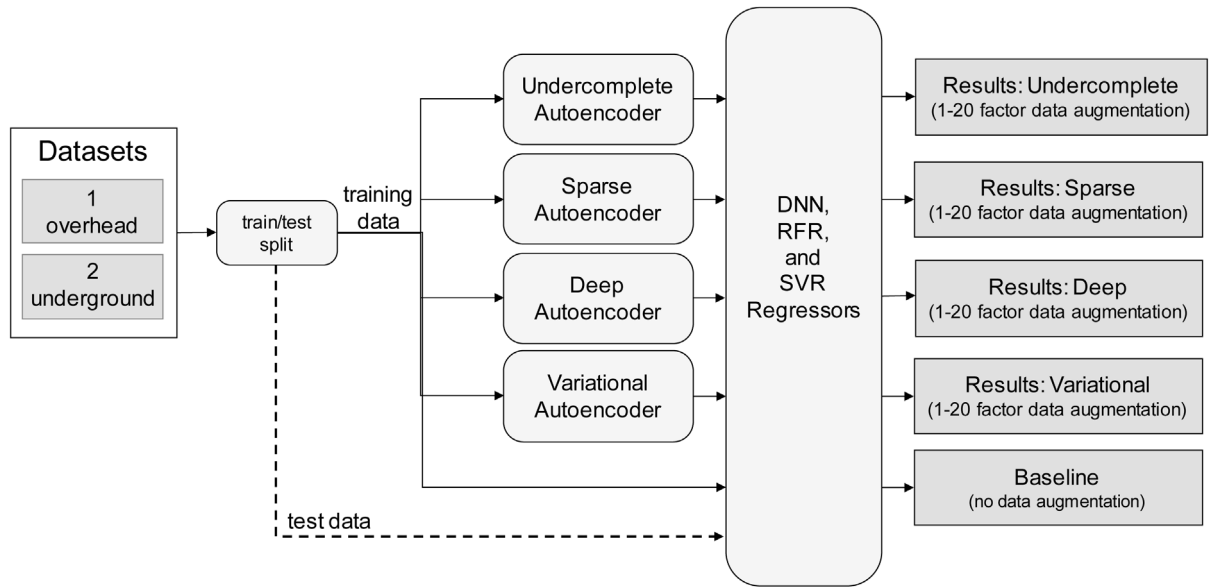 Datasets
1
overhead
2
underground
train/test
split
training
data
test data
Undercomplete
Autoencoder
Sparse
Autoencoder
Deep
Autoencoder
Variational
Autoencoder
DNN,
RFR,
and
SVR
Regressors
Results: Undercomplete
(1-20 factor data augmentation)
Results: Sparse
(1-20 factor data augmentation)
Results: Deep
(1-20 factor data augmentation)
Results: Variational
(1-20 factor data augmentation)
Baseline
(no data augmentation)